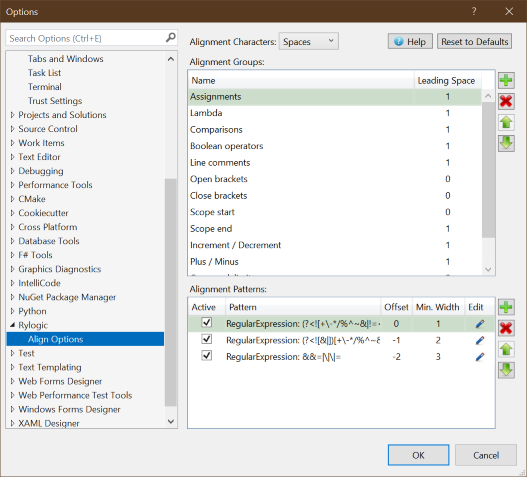 Options
?
Search Options (Ctrl+E)
Tabs and Windows
Task List
Terminal
Trust Settings
Projects and Solutions
Source Control
Work Items
Text Editor
Debugging
Performance Tools
CMake
Cookiecutter
Cross Platform
Database Tools
F# Tools
Graphics Diagnostics
IntelliCode
NuGet Package Manager
Python
Rylogic
Align Options
Test
Text Templating
Web Forms Designer
Web Performance Test Tools
Windows Forms Designer
XAML Designer
Alignment Characters: Spaces
Help
Reset to Defaults
Alignment Groups:
Name Leading Space
Assignments 1
Lambda 1
Comparisons 1
Boolean operators 1
Line comments 1
Open brackets 0
Close brackets 0
Scope start 0
Scope end 1
Increment / Decrement 1
Plus / Minus 1
Alignment Patterns:
Active Pattern Offset Min. Width Edit
RegularExpression: (?<![+\-*/%^~&|!=< 0 1
RegularExpression: (?<![&|])[+\-*/%^~& -1 2
RegularExpression: &&=|\|\|= -2 3
OK
Cancel